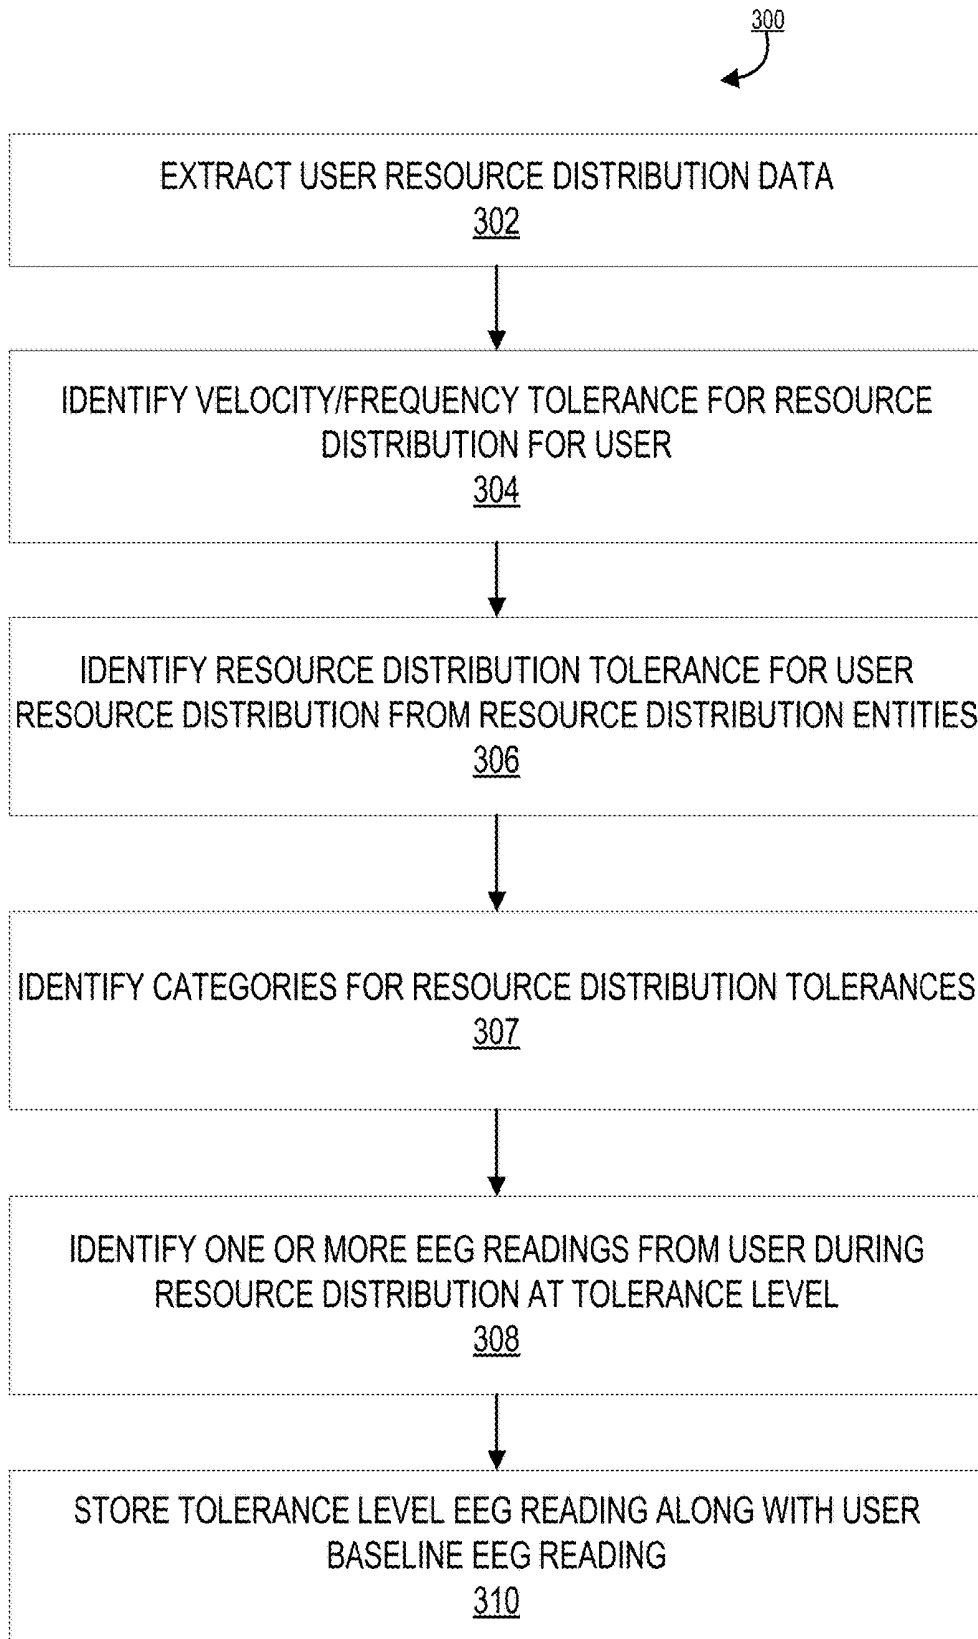 300
EXTRACT USER RESOURCE DISTRIBUTION DATA
302
IDENTIFY VELOCITY/FREQUENCY TOLERANCE FOR RESOURCE
DISTRIBUTION FOR USER
304
IDENTIFY RESOURCE DISTRIBUTION TOLERANCE FOR USER
RESOURCE DISTRIBUTION FROM RESOURCE DISTRIBUTION ENTITIES
306
IDENTIFY CATEGORIES FOR RESOURCE DISTRIBUTION TOLERANCES
307
IDENTIFY ONE OR MORE EEG READINGS FROM USER DURING
RESOURCE DISTRIBUTION AT TOLERANCE LEVEL
308
STORE TOLERANCE LEVEL EEG READING ALONG WITH USER
BASELINE EEG READING
310